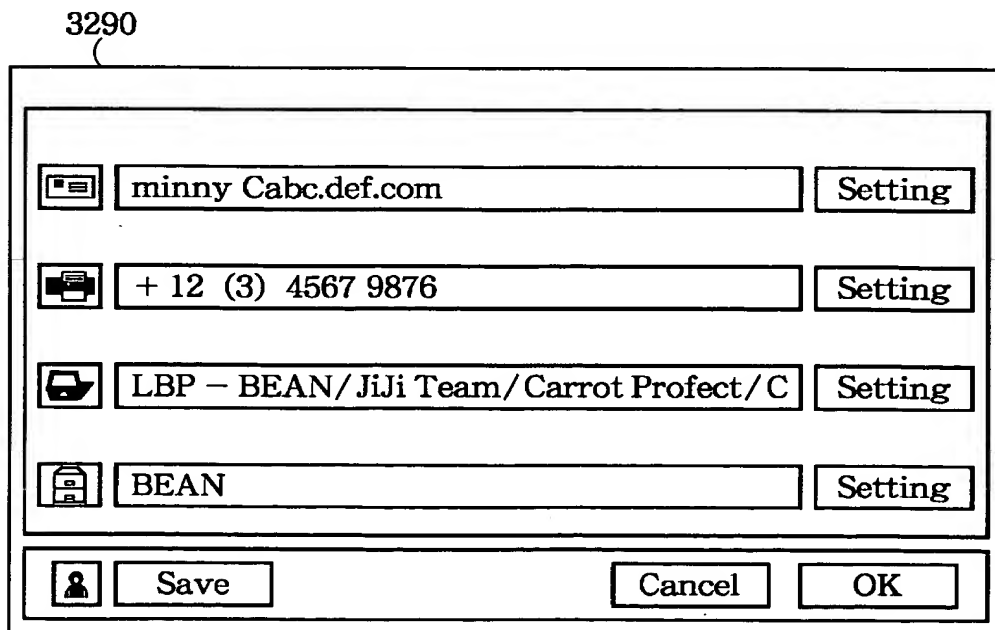 3290
minny Cabc.def.com Setting
+ 12 (3) 4567 9876 Setting
LBP – BEAN/JiJi Team/Carrot Profect/C Setting
BEAN Setting
Save Cancel OK